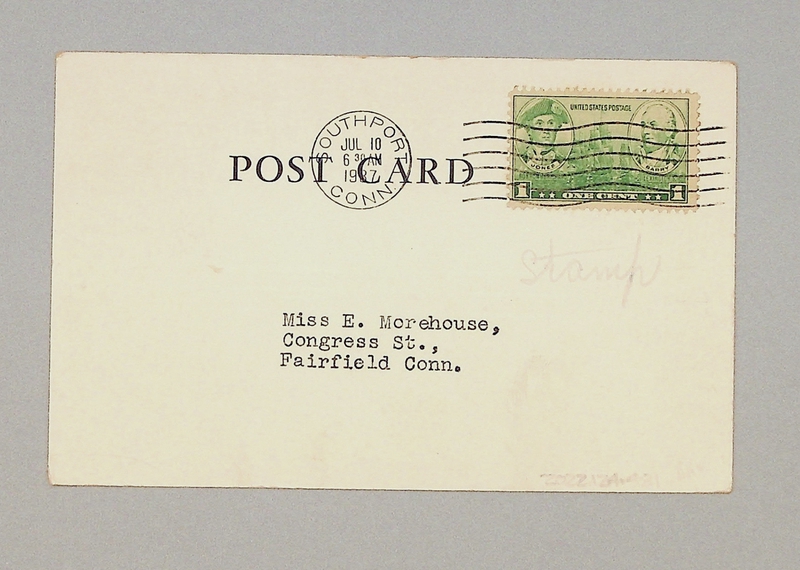 UNITED STATES POSTAGE
JONES
BARRY
1 ONE CENT 1
SOUTHPORT
JUL 10
6 30 AM
1937
CONN.
POST CARD
Stamp
Miss E. Morehouse,
Congress St.,
Fairfield Conn.